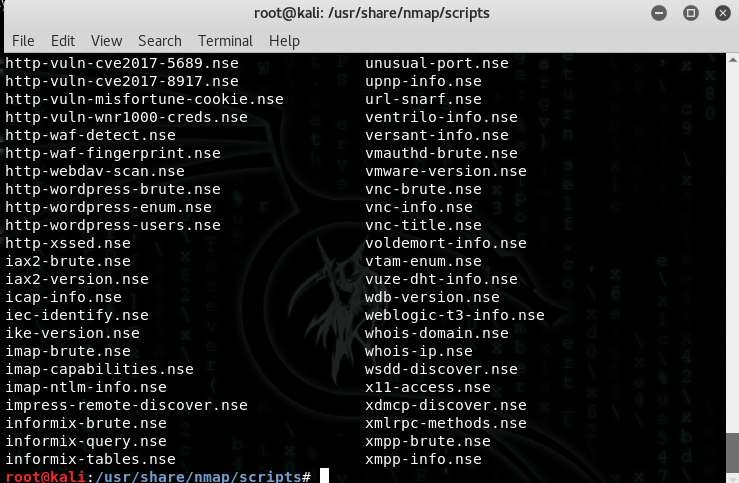 root@kali: /usr/share/nmap/scripts
File Edit View Search Terminal Help
http-vuln-cve2017-5689.nse unusual-port.nse
http-vuln-cve2017-8917.nse upnp-info.nse
http-vuln-misfortune-cookie.nse url-snarf.nse
http-vuln-wnr1000-creds.nse ventrilo-info.nse
http-waf-detect.nse versant-info.nse
http-waf-fingerprint.nse vmauthd-brute.nse
http-webdav-scan.nse vmware-version.nse
http-wordpress-brute.nse vnc-brute.nse
http-wordpress-enum.nse vnc-info.nse
http-wordpress-users.nse vnc-title.nse
http-xssed.nse voldemort-info.nse
iax2-brute.nse vtam-enum.nse
iax2-version.nse vuze-dht-info.nse
icap-info.nse wdb-version.nse
iec-identify.nse weblogic-t3-info.nse
ike-version.nse whois-domain.nse
imap-brute.nse whois-ip.nse
imap-capabilities.nse wsdd-discover.nse
imap-ntlm-info.nse x11-access.nse
impress-remote-discover.nse xdmcp-discover.nse
informix-brute.nse xmlrpc-methods.nse
informix-query.nse xmpp-brute.nse
informix-tables.nse xmpp-info.nse
root@kali:/usr/share/nmap/scripts#